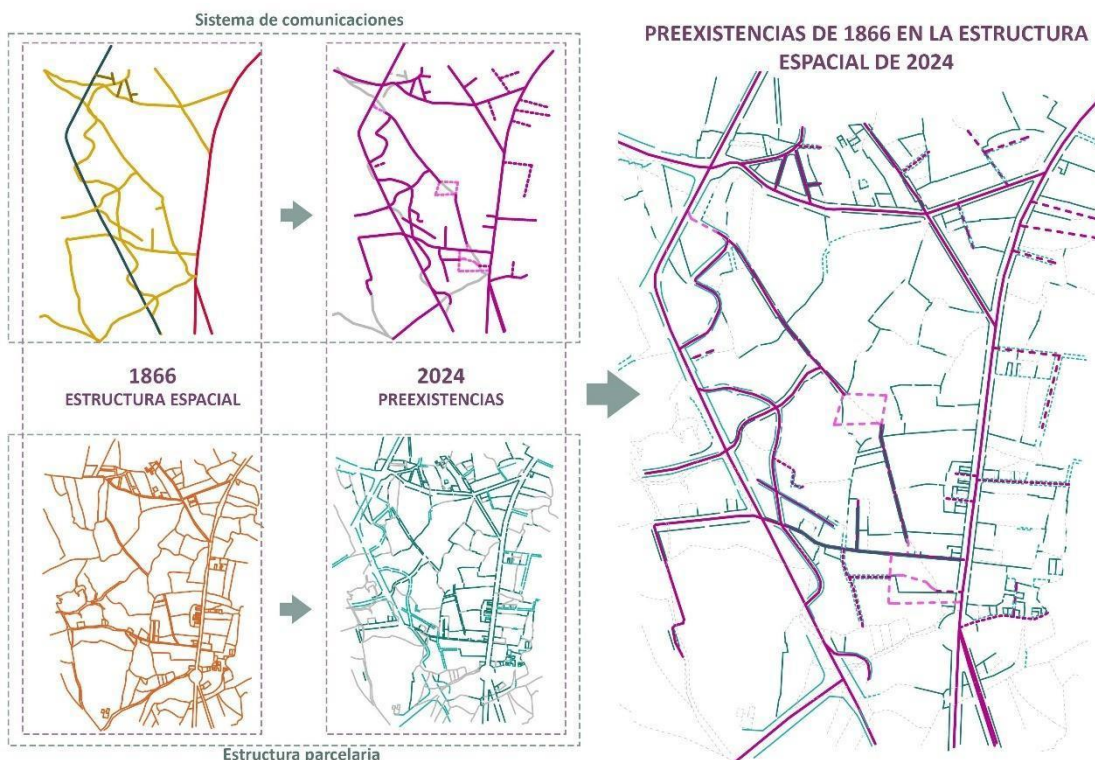 Sistema de comunicaciones
PREEXISTENCIAS DE 1866 EN LA ESTRUCTURA
ESPACIAL DE 2024
1866
ESTRUCTURA ESPACIAL
2024
PREEXISTENCIAS
Estructura parcelaria